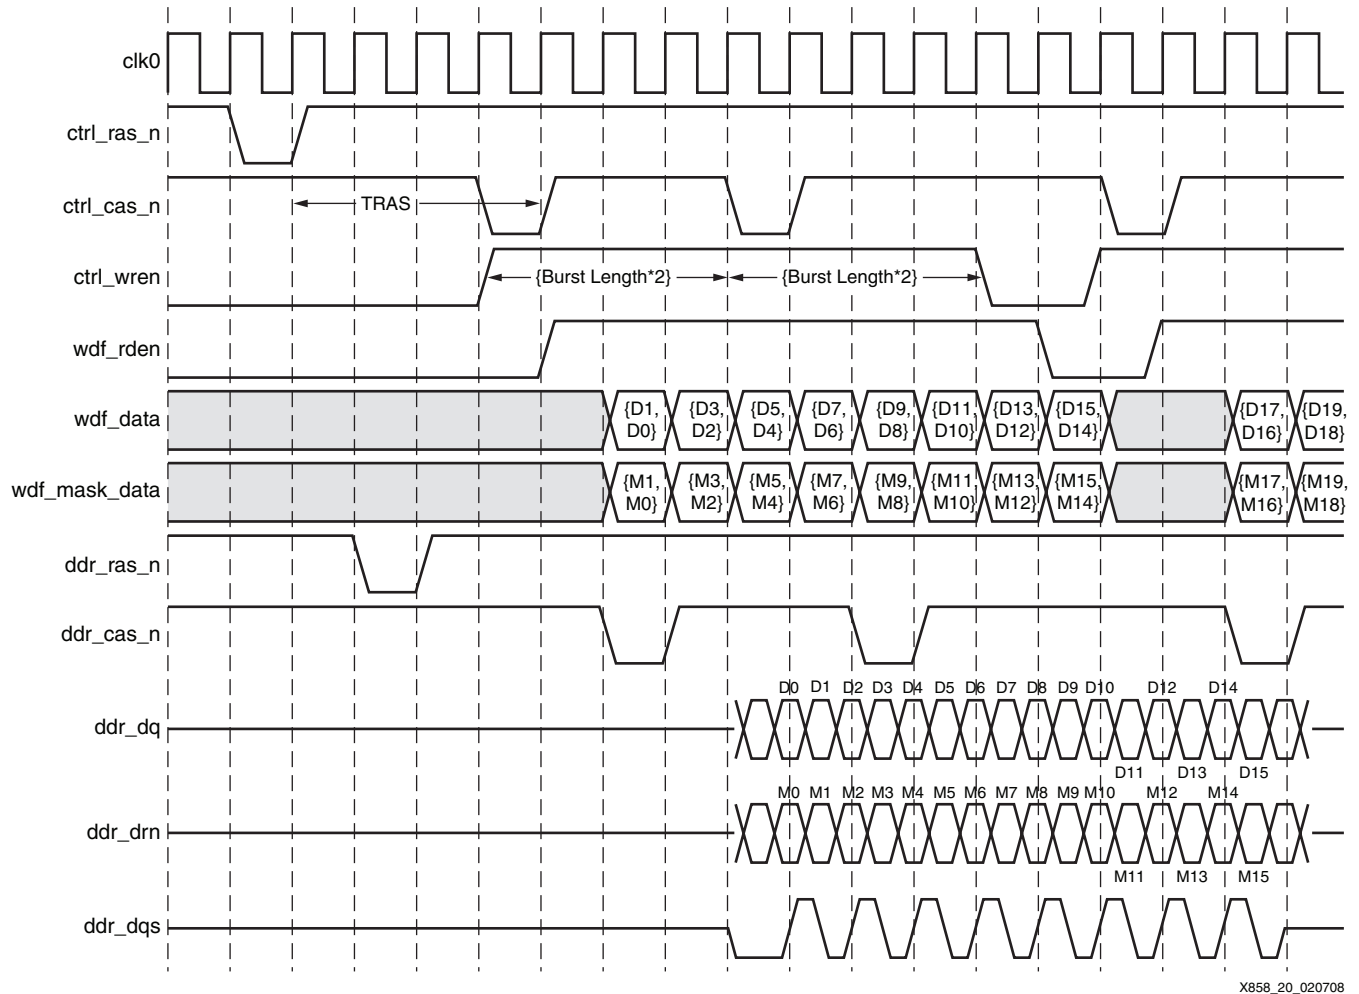 clk0
ctrl_ras_n
ctrl_cas_n
TRAS
ctrl_wren
{Burst Length*2}
{Burst Length*2}
wdf_rden
wdf_data
{D1, D0}
{D3, D2}
{D5, D4}
{D7, D6}
{D9, D8}
{D11, D10}
{D13, D12}
{D15, D14}
{D17, D16}
{D19, D18}
wdf_mask_data
{M1, M0}
{M3, M2}
{M5, M4}
{M7, M6}
{M9, M8}
{M11, M10}
{M13, M12}
{M15, M14}
{M17, M16}
{M19, M18}
ddr_ras_n
ddr_cas_n
D0 D1 D2 D3 D4 D5 D6 D7 D8 D9 D10 D12 D14
ddr_dq
D11 D13 D15
M0 M1 M2 M3 M4 M5 M6 M7 M8 M9 M10 M12 M14
ddr_drn
M11 M13 M15
ddr_dqs
X858_20_020708